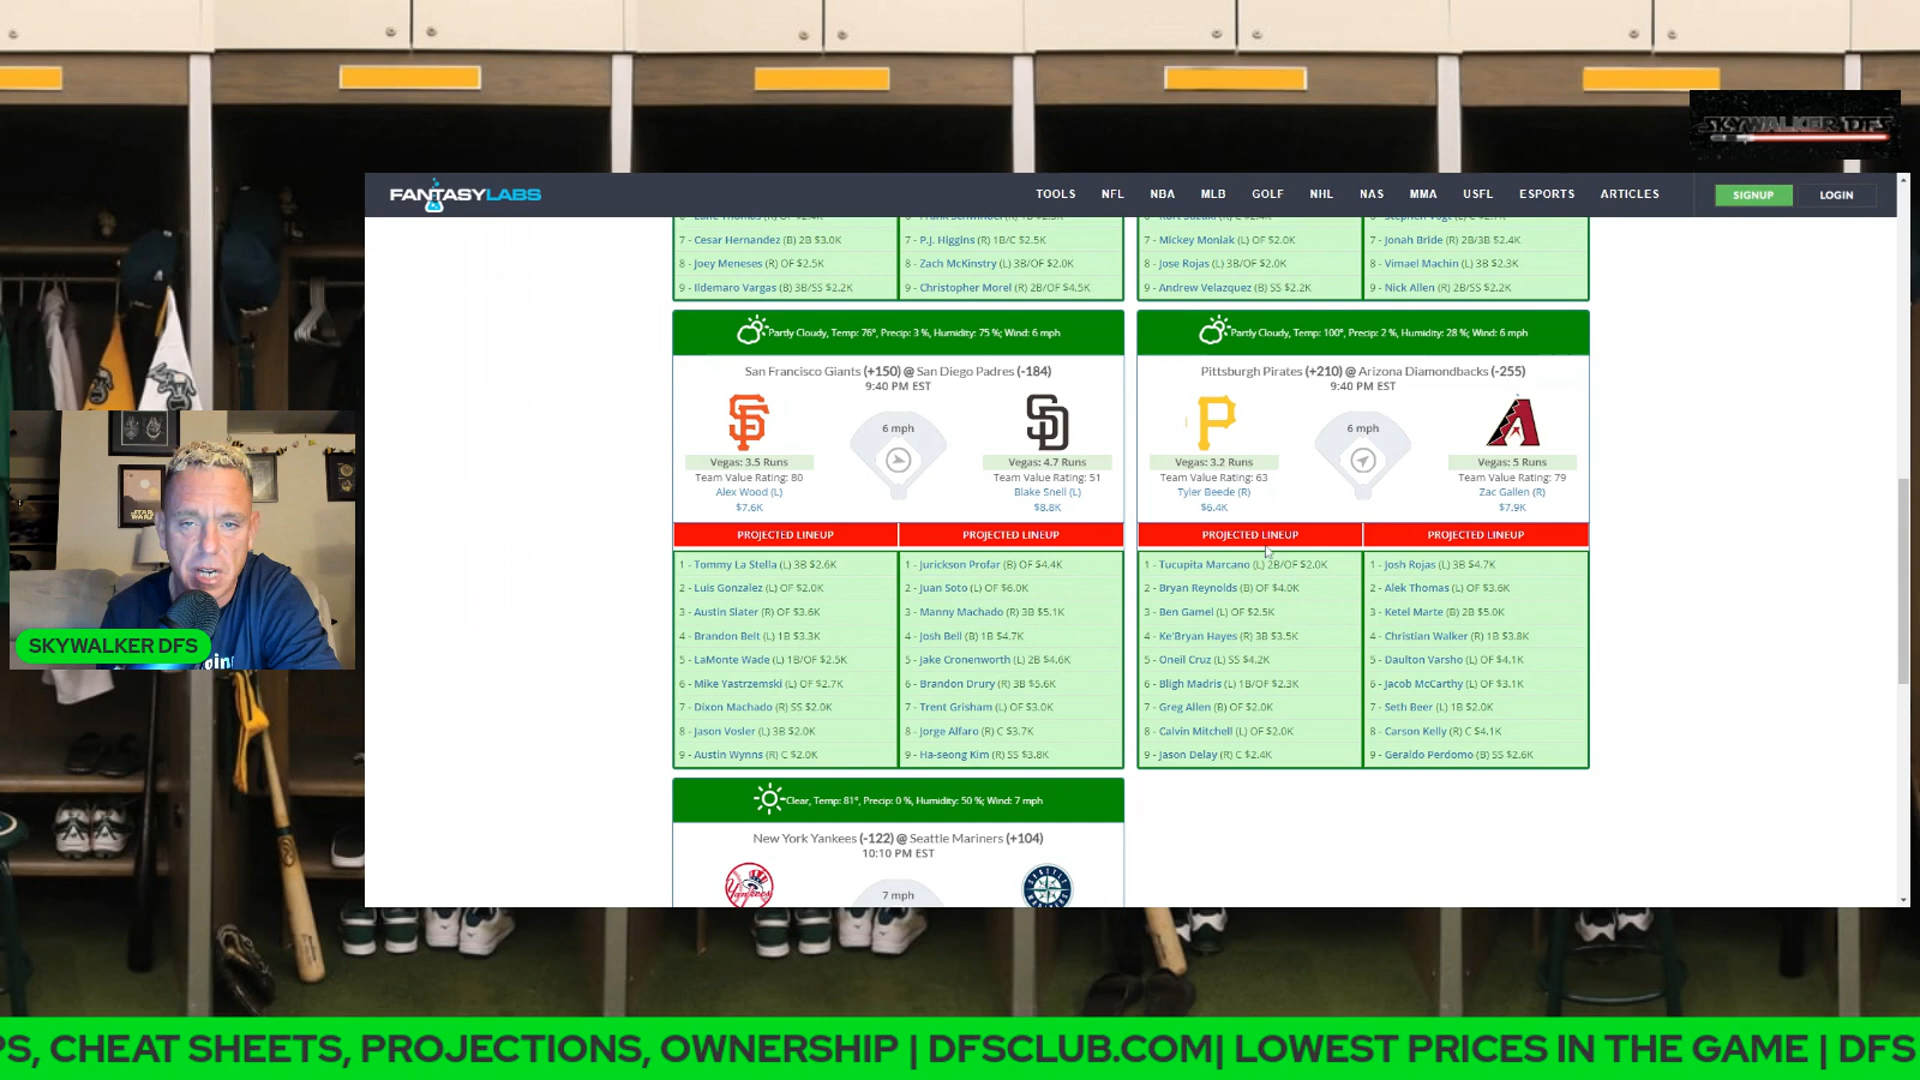 SKYWALKER DFS
FANTASYLABS
TOOLS NFL NBA MLB GOLF NHL NAS MMA USFL ESPORTS ARTICLES SIGNUP LOGIN
7 - Cesar Hernandez (B) 2B $3.0K
8 - Joey Meneses (R) OF $2.5K
9 - Ildemaro Vargas (B) 3B/SS $2.2K
7 - P.J. Higgins (R) 1B/C $2.5K
8 - Zach McKinstry (L) 3B/OF $2.0K
9 - Christopher Morel (R) 2B/OF $4.5K
7 - Mickey Moniak (L) OF $2.0K
8 - Jose Rojas (L) 3B/OF $2.0K
9 - Andrew Velazquez (B) SS $2.2K
7 - Jonah Bride (R) 2B/3B $2.4K
8 - Vimael Machin (L) 3B $2.3K
9 - Nick Allen (R) 2B/SS $2.2K
Partly Cloudy, Temp: 76°, Precip: 3 %, Humidity: 75 %; Wind: 6 mph
San Francisco Giants (+150) @ San Diego Padres (-184)
9:40 PM EST
SF
6 mph
SD
Vegas: 3.5 Runs
Team Value Rating: 80
Alex Wood (L)
$7.6K
Vegas: 4.7 Runs
Team Value Rating: 51
Blake Snell (L)
$8.8K
PROJECTED LINEUP
1 - Tommy La Stella (L) 3B $2.6K
2 - Luis Gonzalez (L) OF $2.0K
3 - Austin Slater (R) OF $3.6K
4 - Brandon Belt (L) 1B $3.3K
5 - LaMonte Wade (L) 1B/OF $2.5K
6 - Mike Yastrzemski (L) OF $2.7K
7 - Dixon Machado (R) SS $2.0K
8 - Jason Vosler (L) 3B $2.0K
9 - Austin Wynns (R) C $2.0K
PROJECTED LINEUP
1 - Jurickson Profar (B) OF $4.4K
2 - Juan Soto (L) OF $6.0K
3 - Manny Machado (R) 3B $5.1K
4 - Josh Bell (B) 1B $4.7K
5 - Jake Cronenworth (L) 2B $4.6K
6 - Brandon Drury (R) 3B $5.6K
7 - Trent Grisham (L) OF $3.0K
8 - Jorge Alfaro (R) C $3.7K
9 - Ha-seong Kim (R) SS $3.8K
Partly Cloudy, Temp: 100°, Precip: 2 %, Humidity: 28 %; Wind: 6 mph
Pittsburgh Pirates (+210) @ Arizona Diamondbacks (-255)
9:40 PM EST
P
6 mph
A
Vegas: 3.2 Runs
Team Value Rating: 63
Tyler Beede (R)
$6.4K
Vegas: 5 Runs
Team Value Rating: 79
Zac Gallen (R)
$7.9K
PROJECTED LINEUP
1 - Tucupita Marcano (L) 2B/OF $2.0K
2 - Bryan Reynolds (B) OF $4.0K
3 - Ben Gamel (L) OF $2.5K
4 - Ke'Bryan Hayes (R) 3B $3.5K
5 - Oneil Cruz (L) SS $4.2K
6 - Bligh Madris (L) 1B/OF $2.3K
7 - Greg Allen (B) OF $2.0K
8 - Calvin Mitchell (L) OF $2.0K
9 - Jason Delay (R) C $2.4K
PROJECTED LINEUP
1 - Josh Rojas (L) 3B $4.7K
2 - Alek Thomas (L) OF $3.6K
3 - Ketel Marte (B) 2B $5.0K
4 - Christian Walker (R) 1B $3.8K
5 - Daulton Varsho (L) OF $4.1K
6 - Jacob McCarthy (L) OF $3.1K
7 - Seth Beer (L) 1B $2.0K
8 - Carson Kelly (R) C $4.1K
9 - Geraldo Perdomo (B) SS $2.6K
Clear, Temp: 81°, Precip: 0 %, Humidity: 50 %; Wind: 7 mph
New York Yankees (-122) @ Seattle Mariners (+104)
10:10 PM EST
Yankees
7 mph
SKYWALKER DFS
PS, CHEAT SHEETS, PROJECTIONS, OWNERSHIP | DFSCLUB.COM| LOWEST PRICES IN THE GAME | DFS